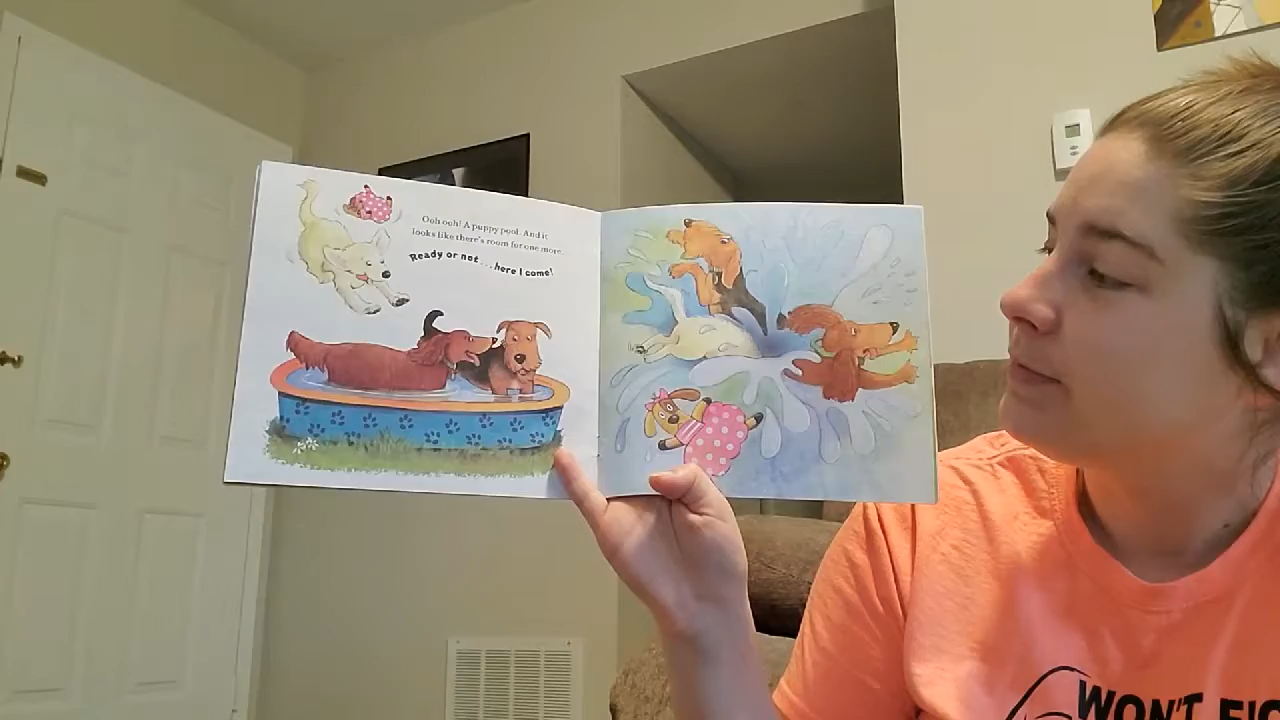 Ooh ooh! A puppy pool. And it
looks like there's room for one more.
Ready or not . . . here I come!
WON'T FIG